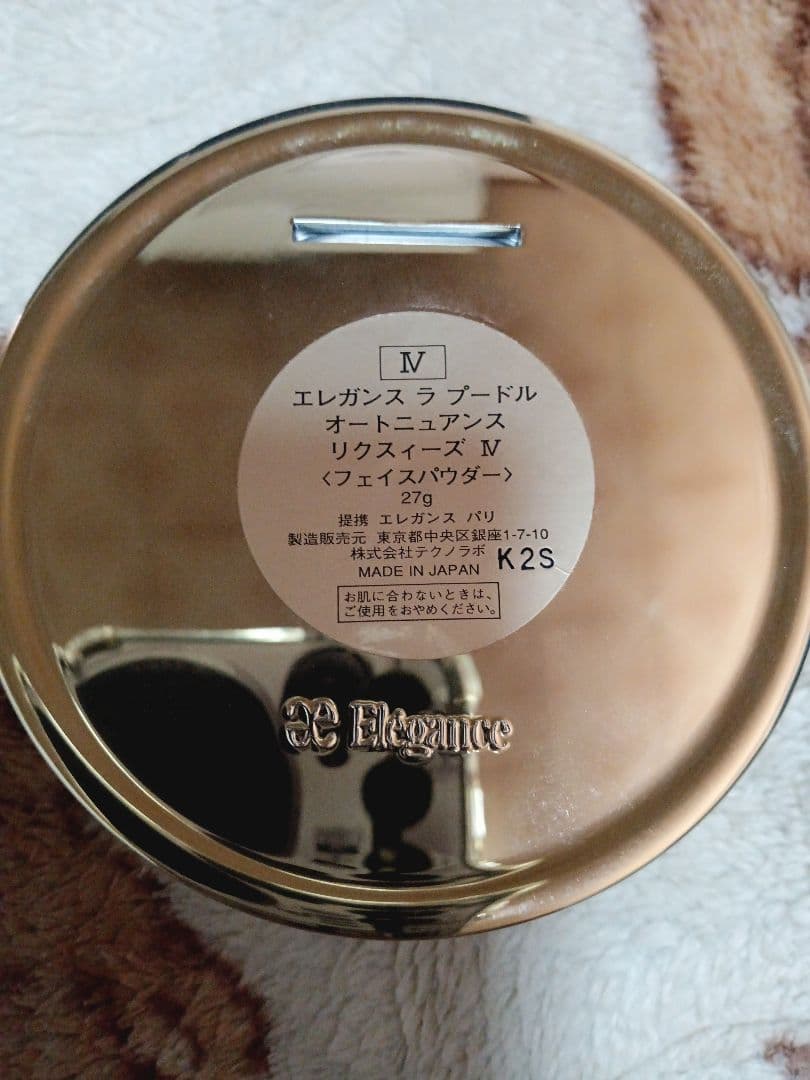 Ⅳ
エレガンス ラ プードル
オートニュアンス
リクスィーズ Ⅳ
〈フェイスパウダー〉
27g
提携 エレガンス パリ
製造販売元 東京都中央区銀座1-7-10
株式会社テクノラボ
MADE IN JAPAN K2S
お肌に合わないときは、
ご使用をおやめください。
Elégance